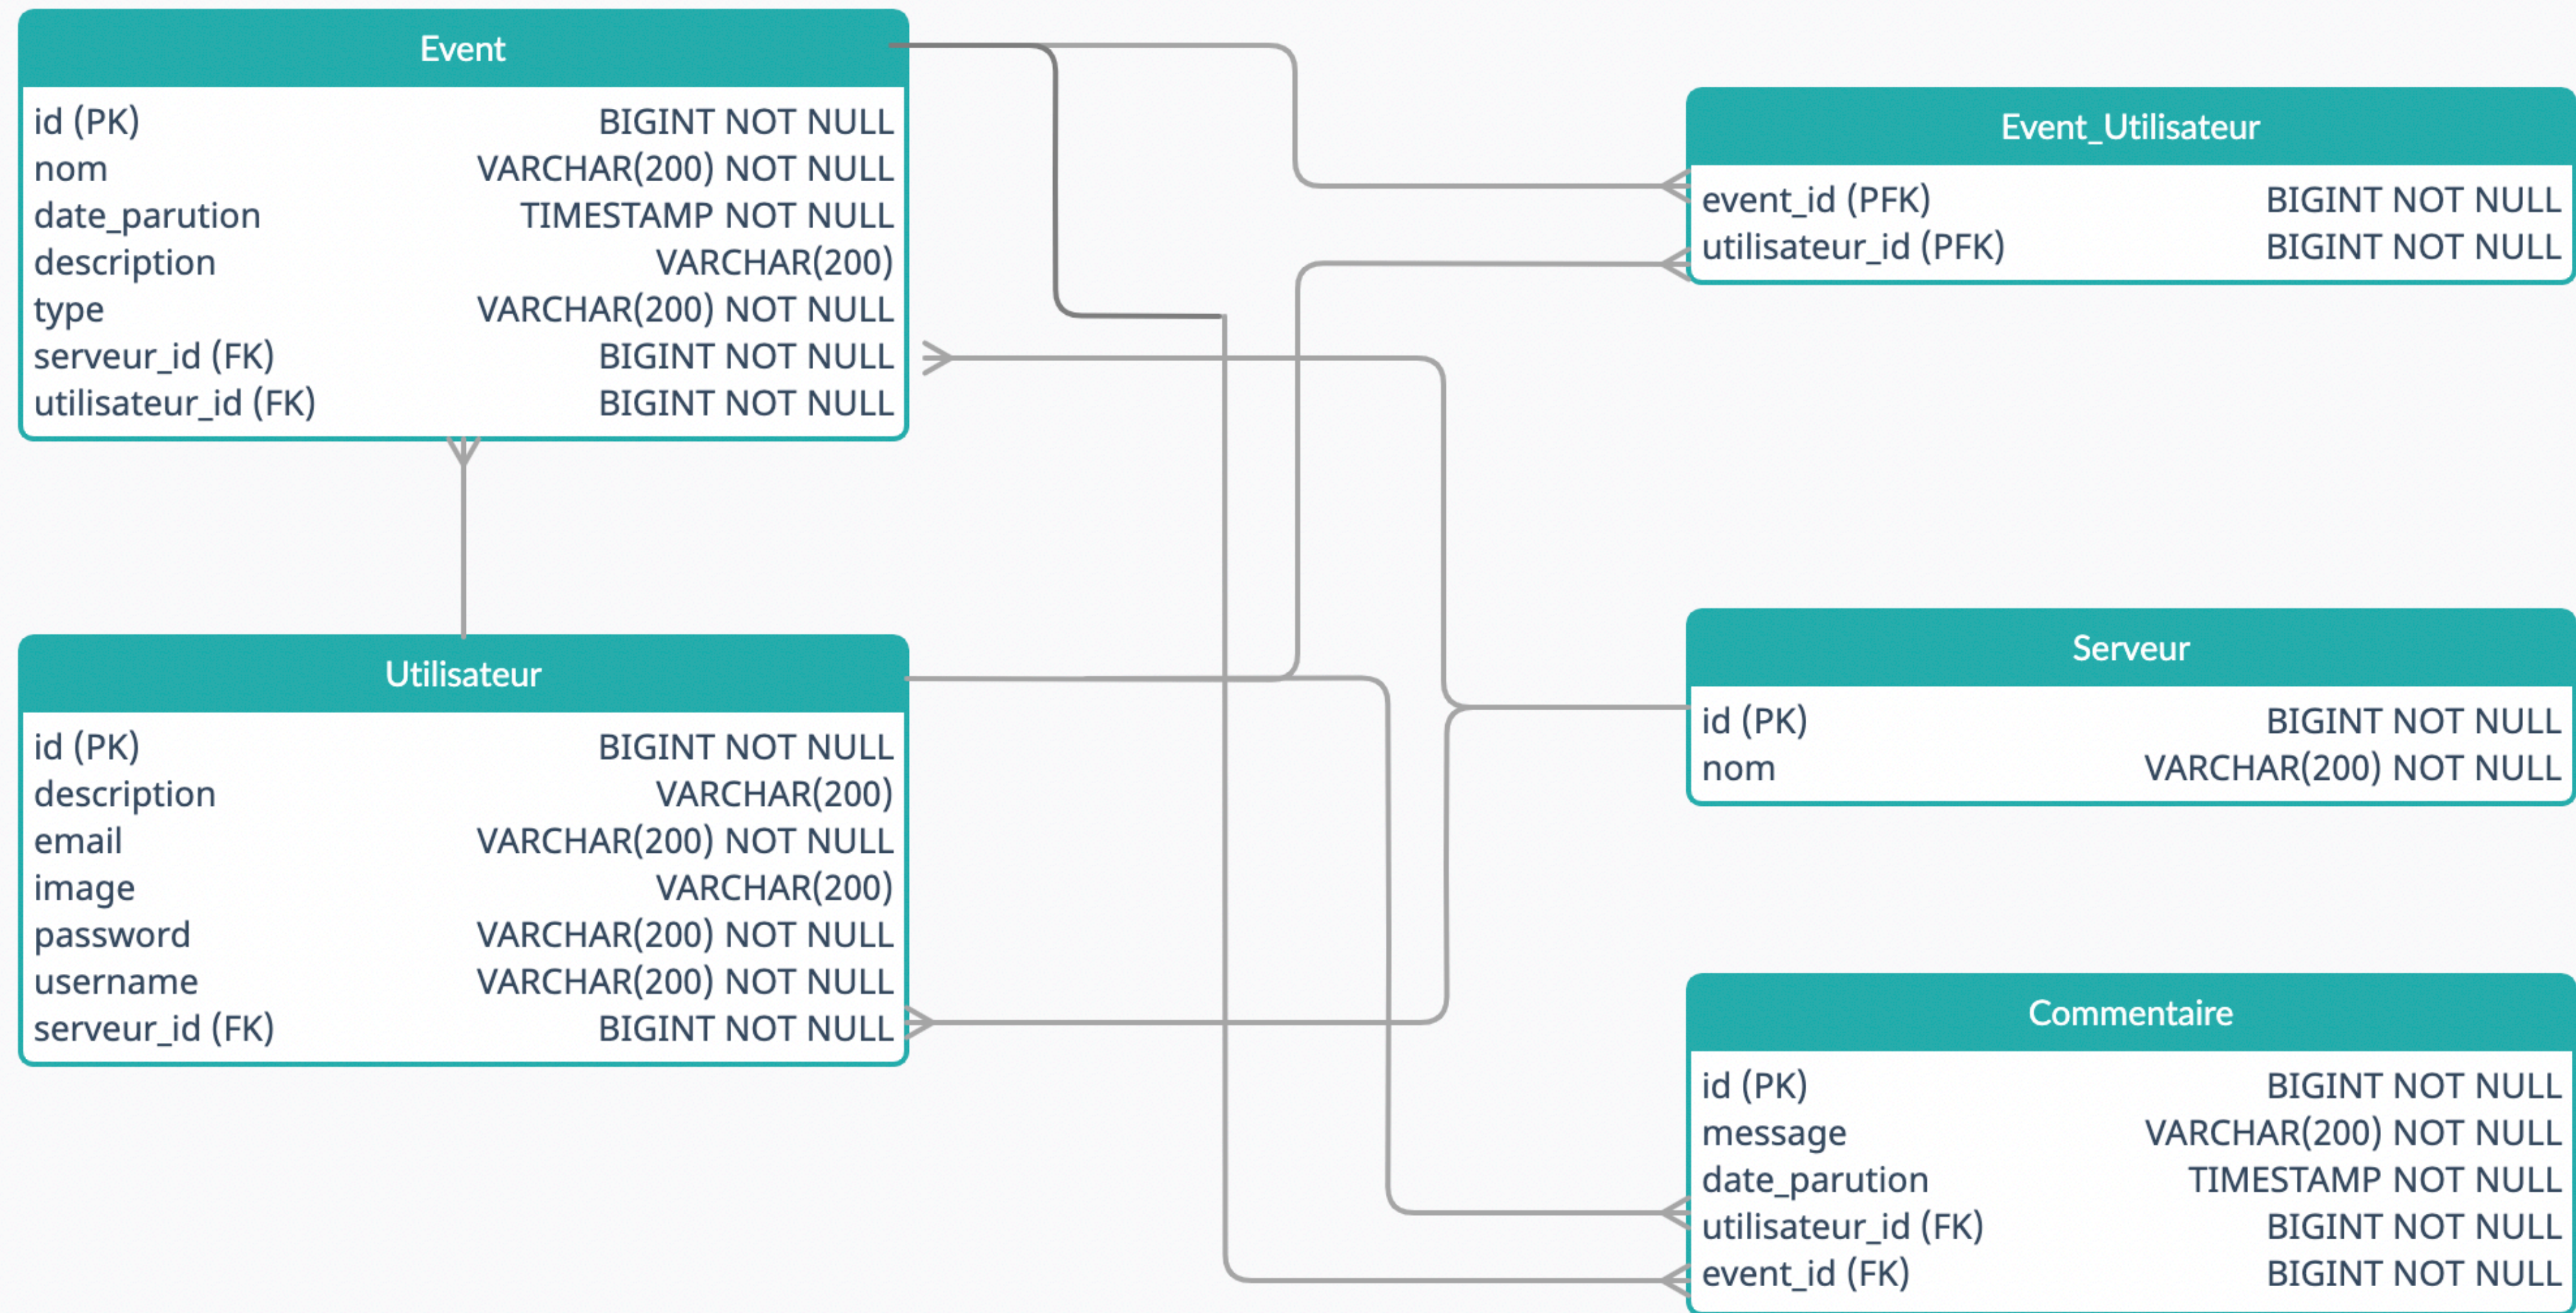 Event
id (PK) BIGINT NOT NULL
nom VARCHAR(200) NOT NULL
date_parution TIMESTAMP NOT NULL
description VARCHAR(200)
type VARCHAR(200) NOT NULL
serveur_id (FK) BIGINT NOT NULL
utilisateur_id (FK) BIGINT NOT NULL
Event_Utilisateur
event_id (PFK) BIGINT NOT NULL
utilisateur_id (PFK) BIGINT NOT NULL
Utilisateur
id (PK) BIGINT NOT NULL
description VARCHAR(200)
email VARCHAR(200) NOT NULL
image VARCHAR(200)
password VARCHAR(200) NOT NULL
username VARCHAR(200) NOT NULL
serveur_id (FK) BIGINT NOT NULL
Serveur
id (PK) BIGINT NOT NULL
nom VARCHAR(200) NOT NULL
Commentaire
id (PK) BIGINT NOT NULL
message VARCHAR(200) NOT NULL
date_parution TIMESTAMP NOT NULL
utilisateur_id (FK) BIGINT NOT NULL
event_id (FK) BIGINT NOT NULL